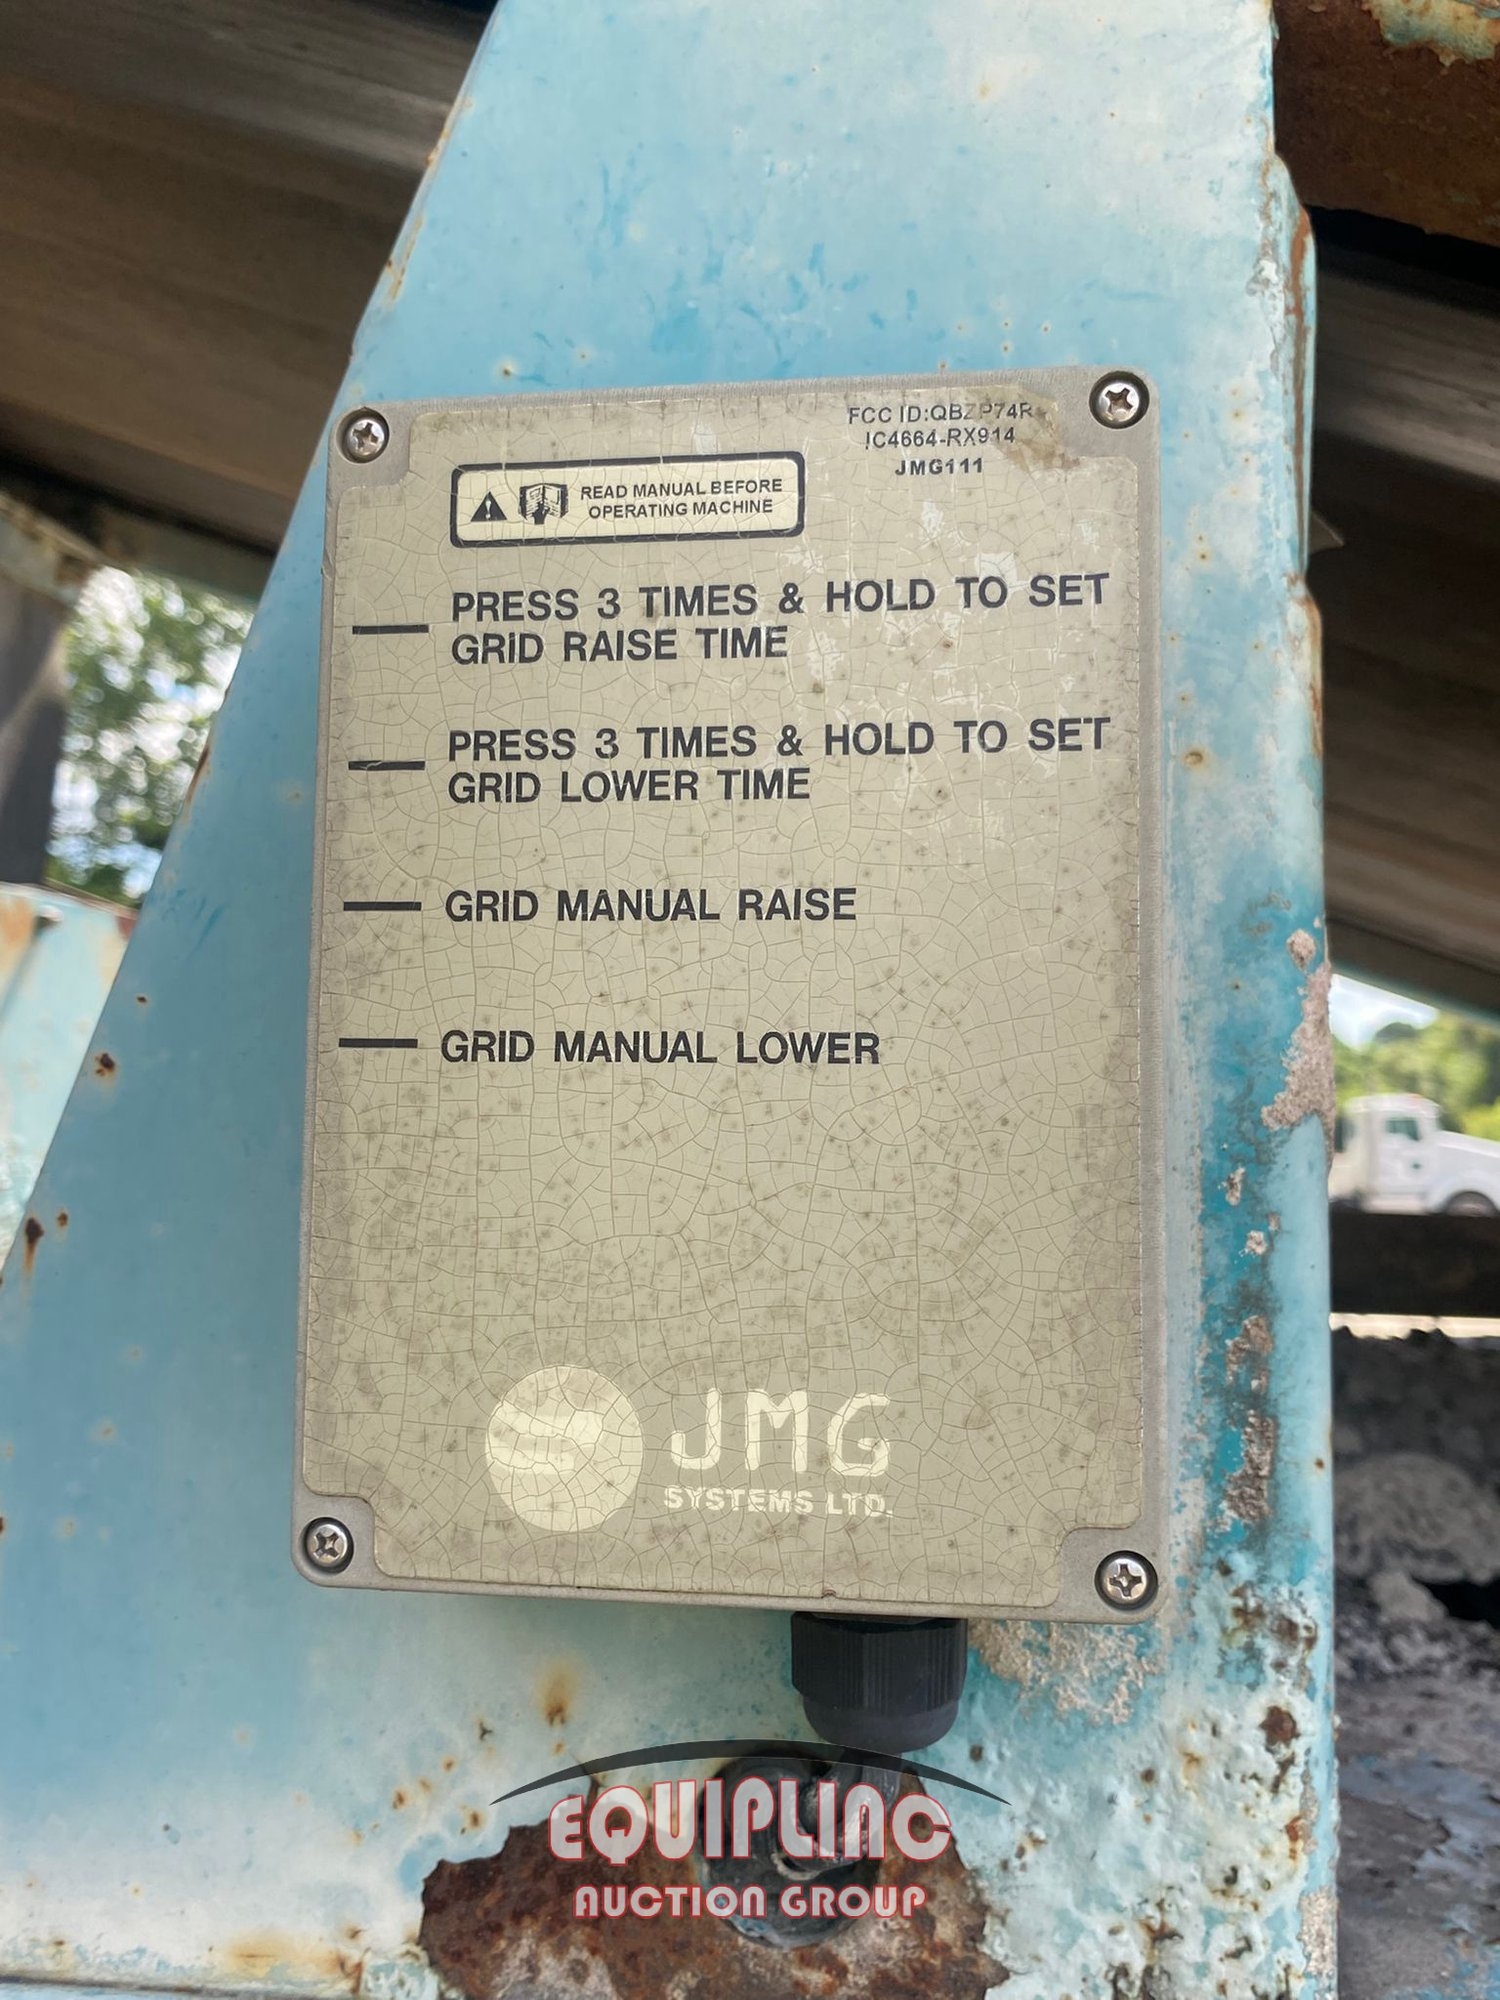 FCC ID:QBZP74R
IC4664-RX914
JMG111
READ MANUAL BEFORE
OPERATING MACHINE
PRESS 3 TIMES & HOLD TO SET
GRID RAISE TIME
PRESS 3 TIMES & HOLD TO SET
GRID LOWER TIME
GRID MANUAL RAISE
GRID MANUAL LOWER
JMG
SYSTEMS LTD.
EQUIPLINC
AUCTION GROUP